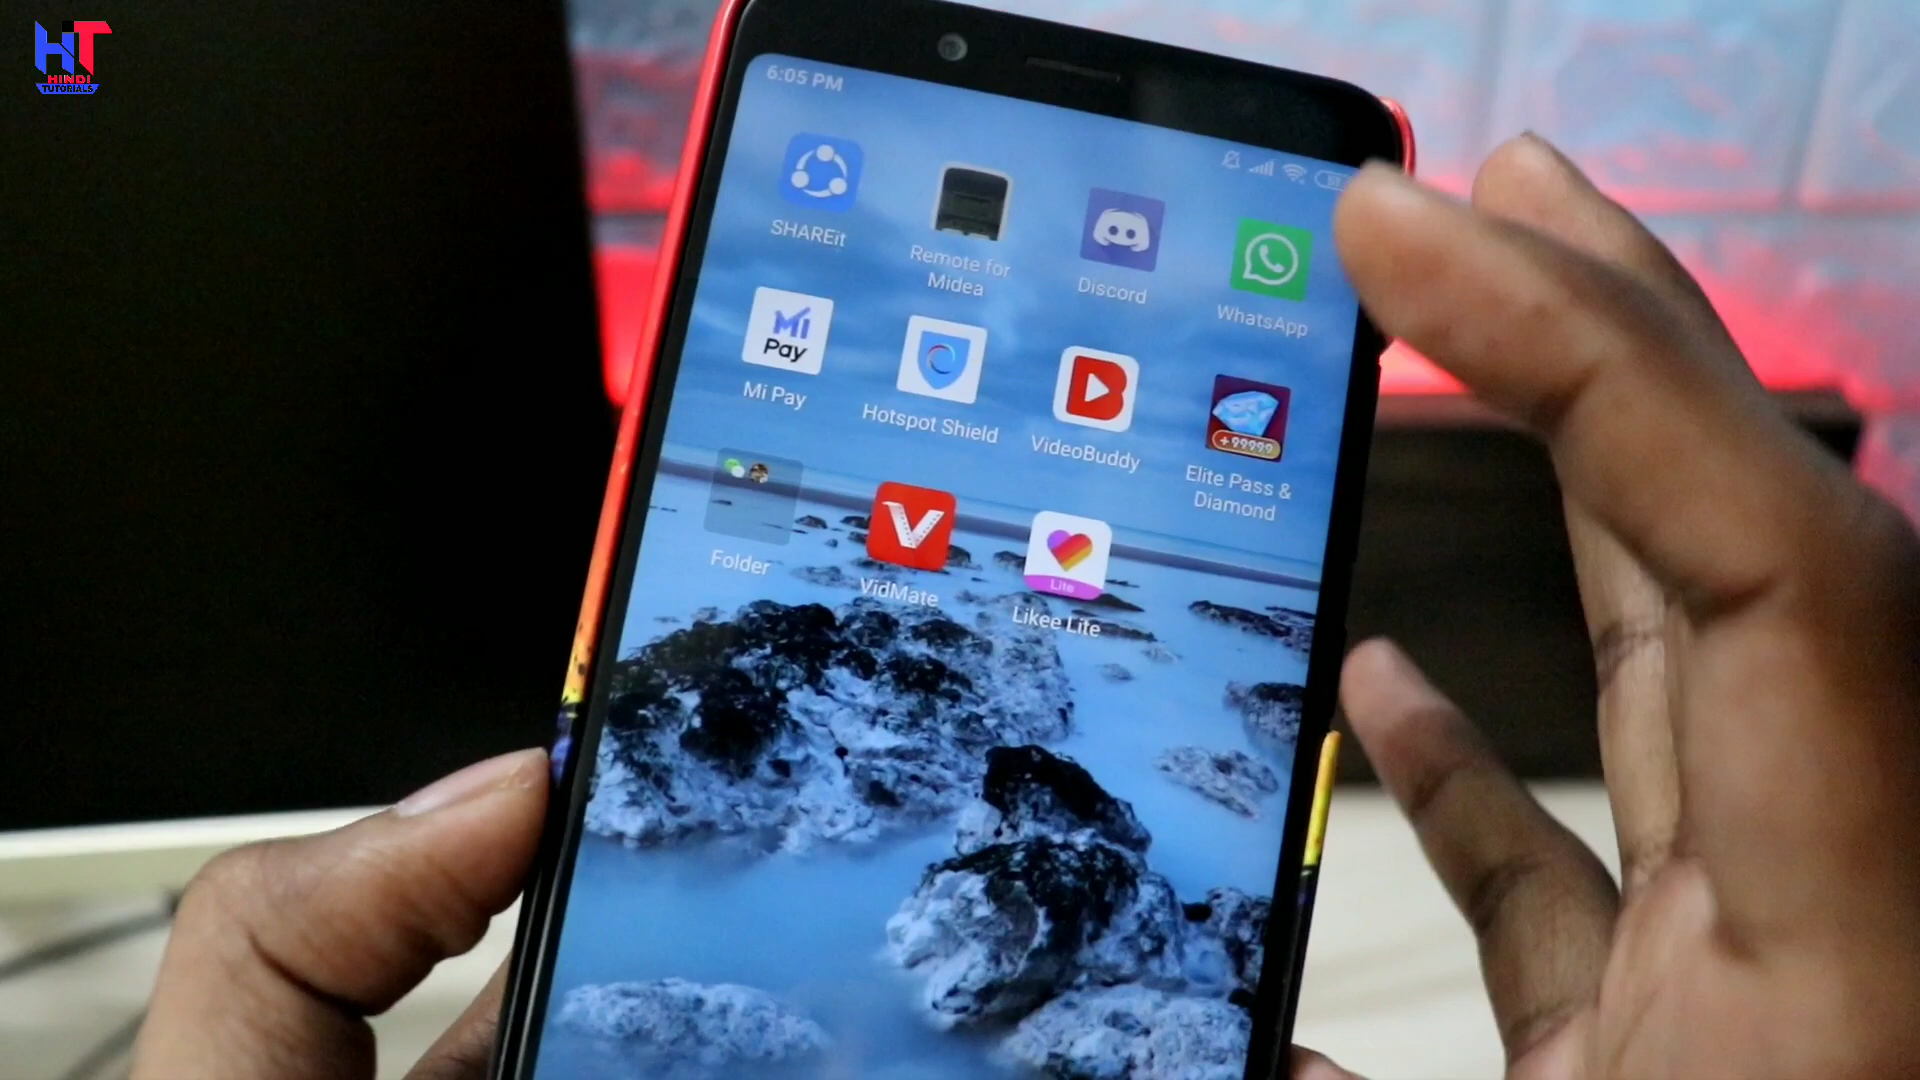 HT
HINDI
TUTORIALS
6:05 PM
SHAREit
Remote for
Midea
Discord
WhatsApp
Mi
Pay
Mi Pay
Hotspot Shield
VideoBuddy
+99999
Elite Pass &
Diamond
Folder
VidMate
Lite
Likee Lite